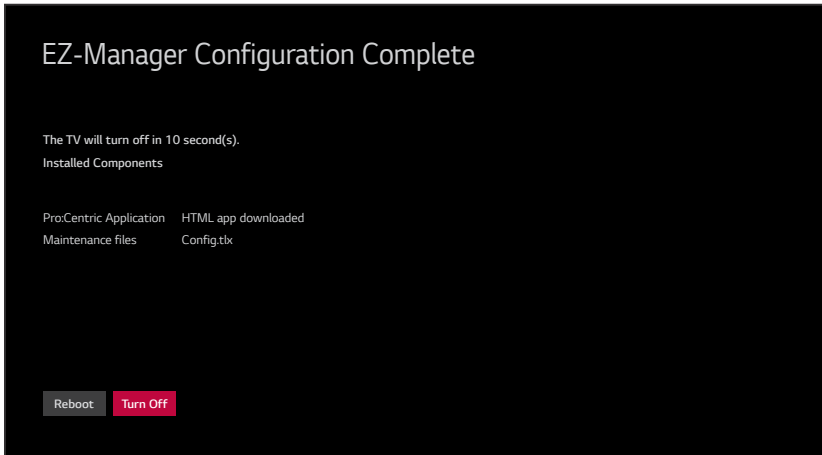 EZ-Manager Configuration Complete
The TV will turn off in 10 second(s).
Installed Components
Pro:Centric Application HTML app downloaded
Maintenance files Config.tlx
Reboot Turn Off